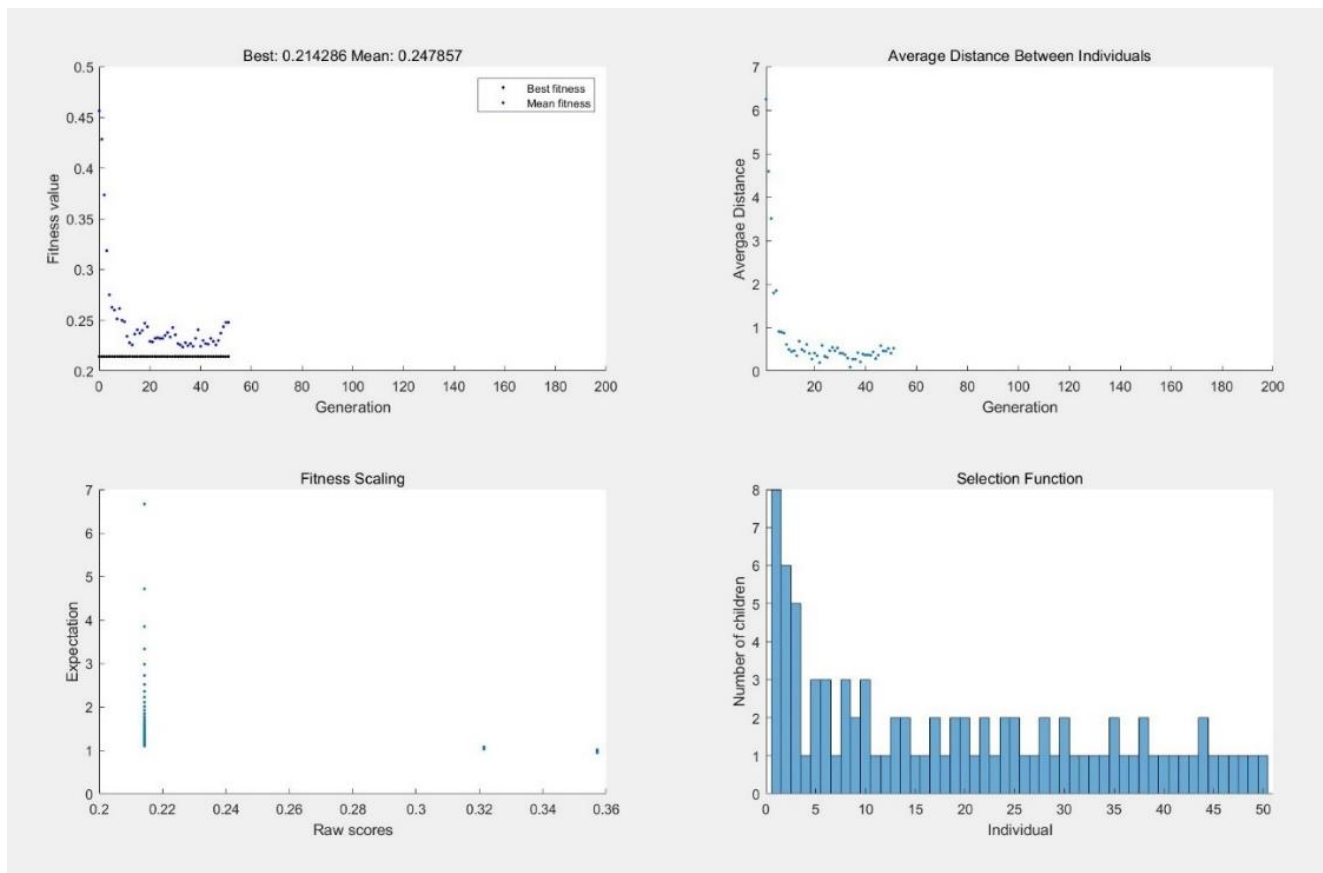 Best: 0.214286 Mean: 0.247857
0.5
0.45
0.4
0.35
0.3
0.25
0.2
Fitness value
Best fitness
Mean fitness
0 20 40 60 80 100 120 140 160 180 200
Generation
Average Distance Between Individuals
7
6
5
4
3
2
1
0
Avergae Distance
20 40 60 80 100 120 140 160 180 200
Generation
Fitness Scaling
7
6
5
4
3
2
1
0
Expectation
0.2 0.22 0.24 0.26 0.28 0.3 0.32 0.34 0.36
Raw scores
Selection Function
8
7
6
5
4
3
2
1
0
Number of children
0 5 10 15 20 25 30 35 40 45 50
Individual